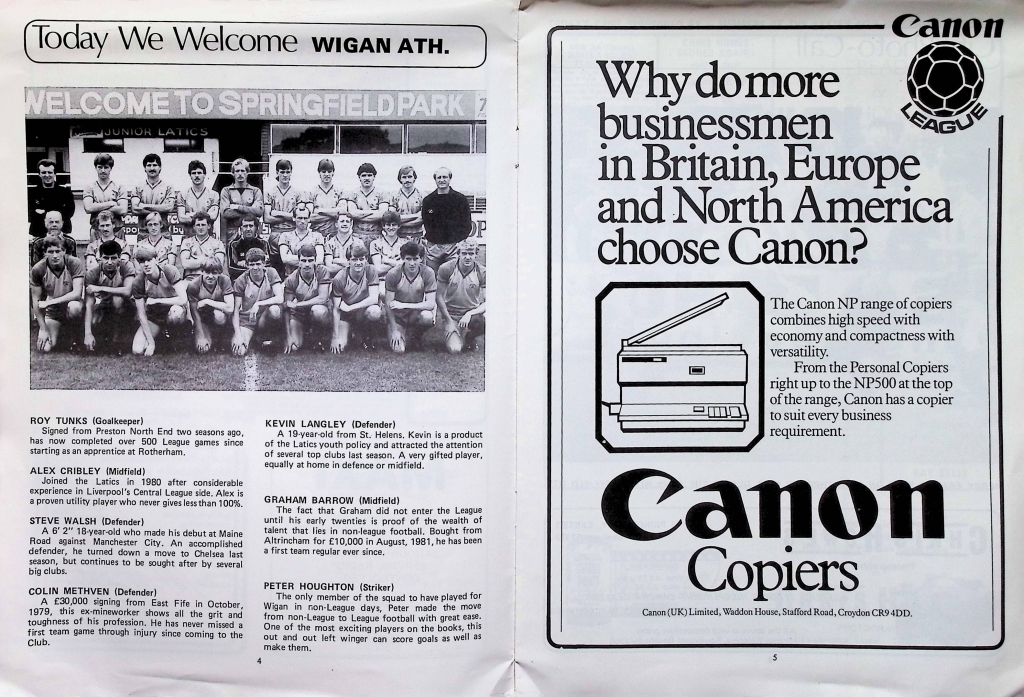 Today We Welcome WIGAN ATH.
WELCOME TO SPRINGFIELD PARK
JUNIOR LATICS
ROY TUNKS (Goalkeeper)
Signed from Preston North End two seasons ago,
has now completed over 500 League games since
starting as an apprentice at Rotherham.
ALEX CRIBLEY (Midfield)
Joined the Latics in 1980 after considerable
experience in Liverpool's Central League side. Alex is
a proven utility player who never gives less than 100%.
STEVE WALSH (Defender)
A 6' 2" 18-year-old who made his debut at Maine
Road against Manchester City. An accomplished
defender, he turned down a move to Chelsea last
season, but continues to be sought after by several
big clubs.
COLIN METHVEN (Defender)
A £30,000 signing from East Fife in October,
1979, this ex-mineworker shows all the grit and
toughness of his profession. He has never missed a
first team game through injury since coming to the
Club.
KEVIN LANGLEY (Defender)
A 19-year-old from St. Helens. Kevin is a product
of the Latics youth policy and attracted the attention
of several top clubs last season. A very gifted player,
equally at home in defence or midfield.
GRAHAM BARROW (Midfield)
The fact that Graham did not enter the League
until his early twenties is proof of the wealth of
talent that lies in non-league football. Bought from
Altrincham for £10,000 in August, 1981, he has been
a first team regular ever since.
PETER HOUGHTON (Striker)
The only member of the squad to have played for
Wigan in non-League days, Peter made the move
from non-League to League football with great ease.
One of the most exciting players on the books, this
out and out left winger can score goals as well as
make them.
4
Canon
LEAGUE
Why do more
businessmen
in Britain, Europe
and North America
choose Canon?
The Canon NP range of copiers
combines high speed with
economy and compactness with
versatility.
From the Personal Copiers
right up to the NP500 at the top
of the range, Canon has a copier
to suit every business
requirement.
Canon
Copiers
Canon (UK) Limited, Waddon House, Stafford Road, Croydon CR9 4DD.
5